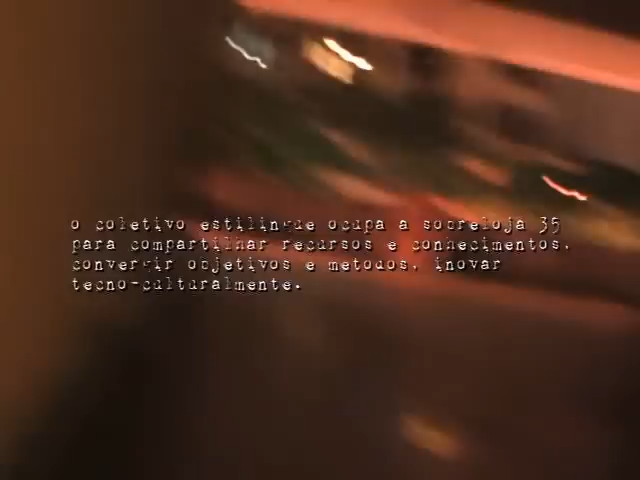 o coletivo estilingue ocupa a sobreloja 35
para compartilhar recursos e conhecimentos,
convergir objetivos e metodos, inovar
tecno-culturalmente.